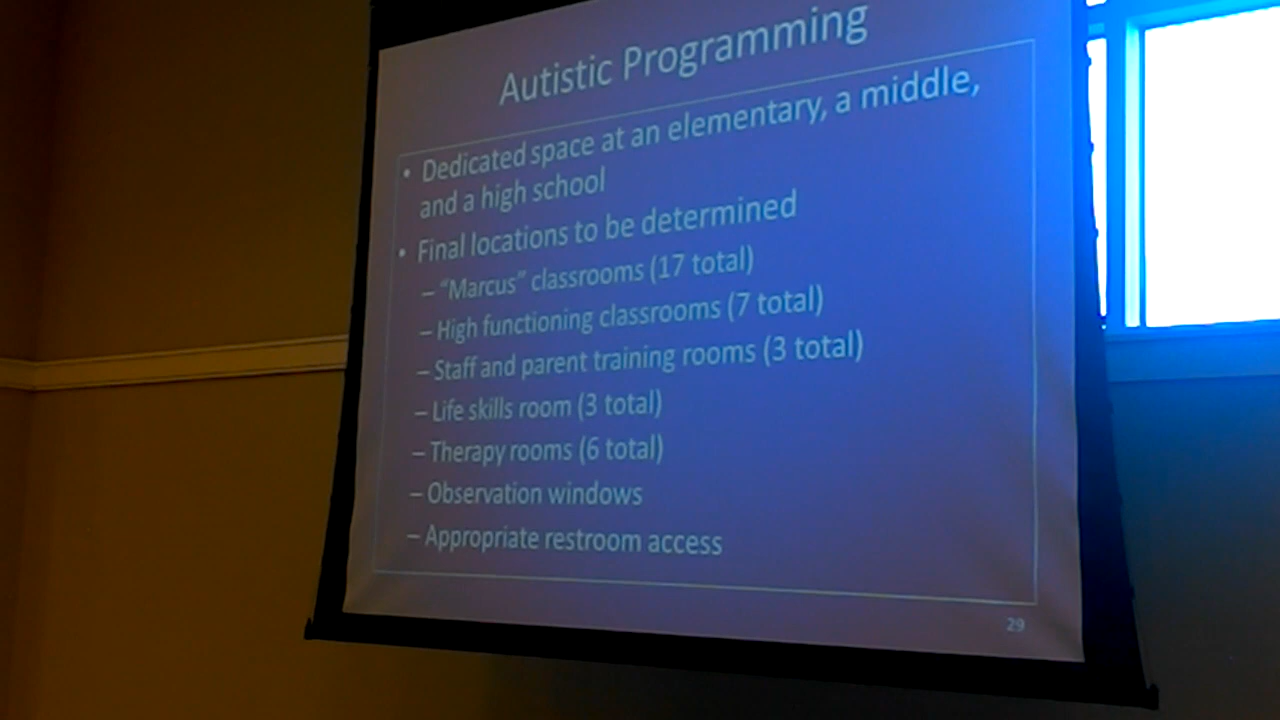 Autistic Programming
• Dedicated space at an elementary, a middle,
and a high school
• Final locations to be determined
– “Marcus” classrooms (17 total)
– High functioning classrooms (7 total)
– Staff and parent training rooms (3 total)
– Life skills room (3 total)
– Therapy rooms (6 total)
– Observation windows
– Appropriate restroom access
29